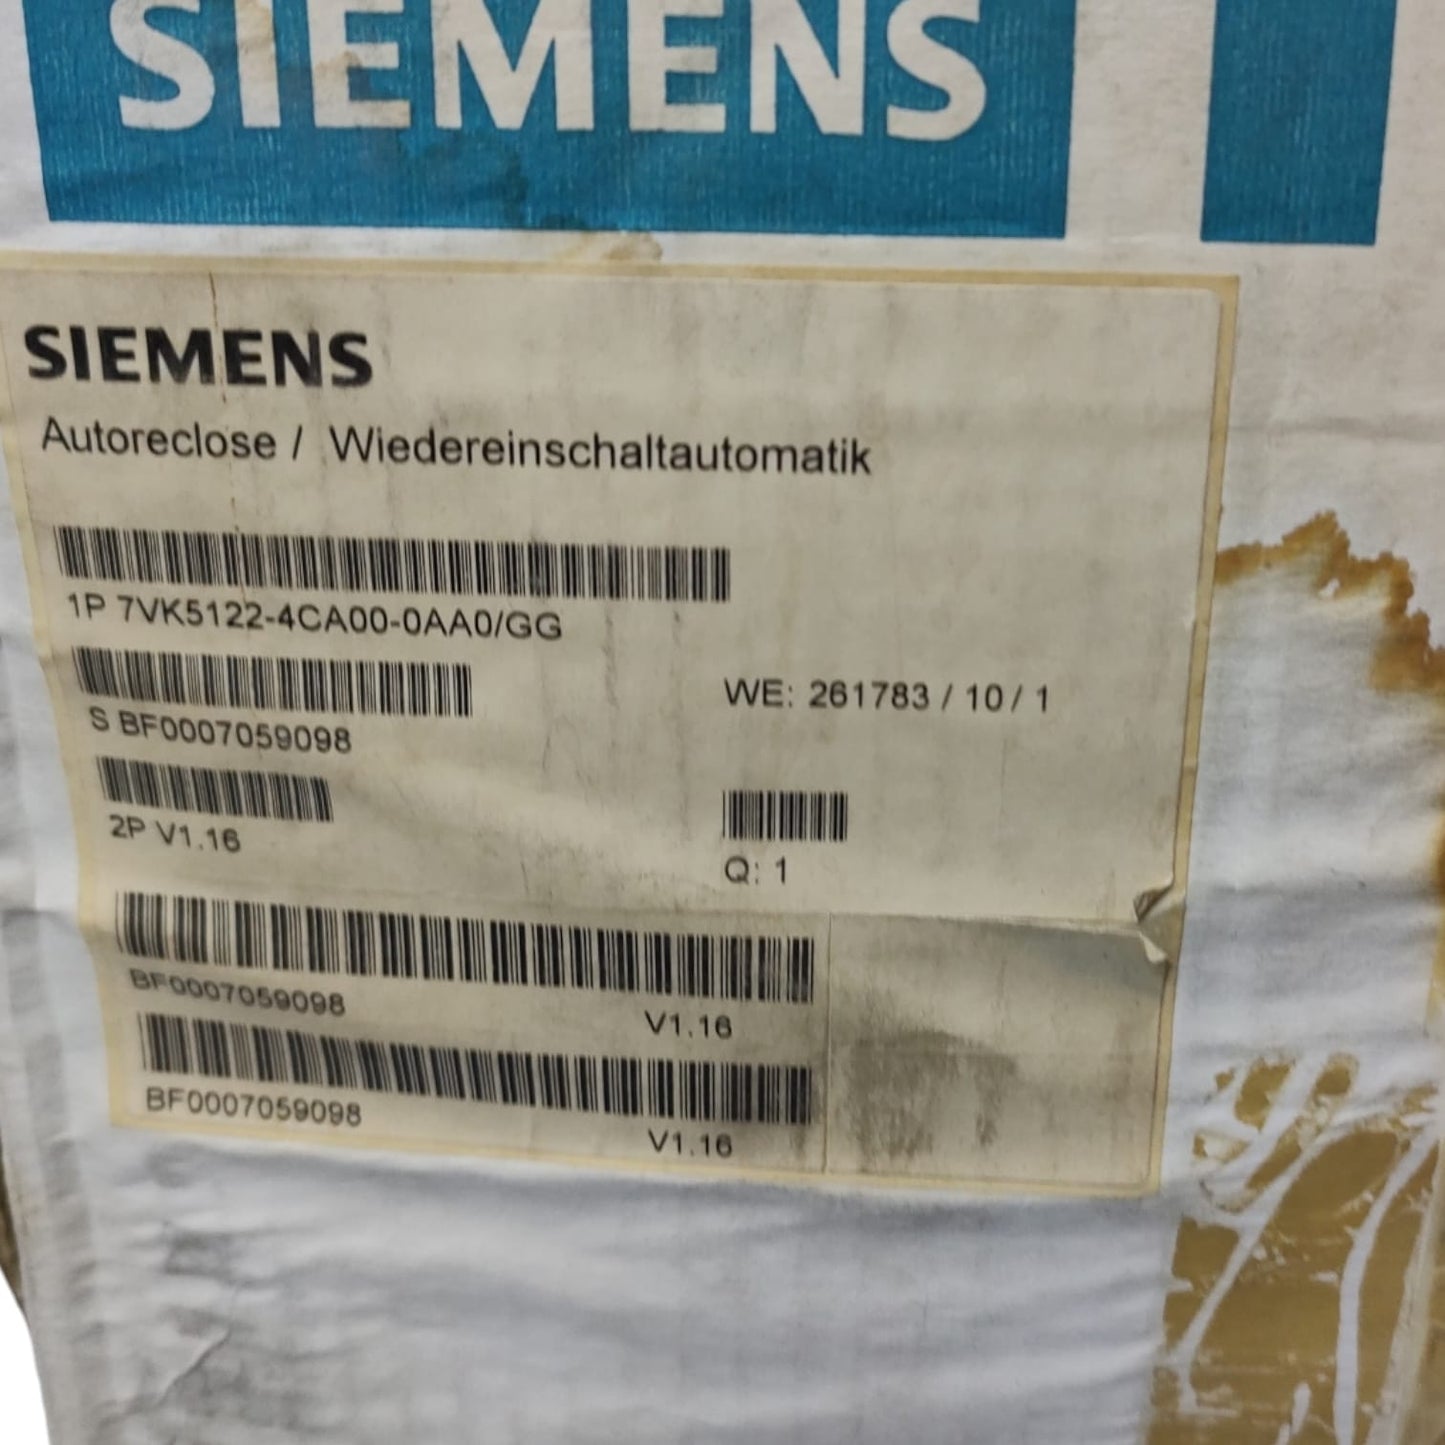 SIEMENS
SIEMENS
Autoreclose / Wiedereinschaltautomatik
1P 7VK5122-4CA00-0AA0/GG
S BF0007059098
WE: 261783 / 10 / 1
2P V1.16
Q: 1
BF0007059098 V1.16
BF0007059098 V1.16